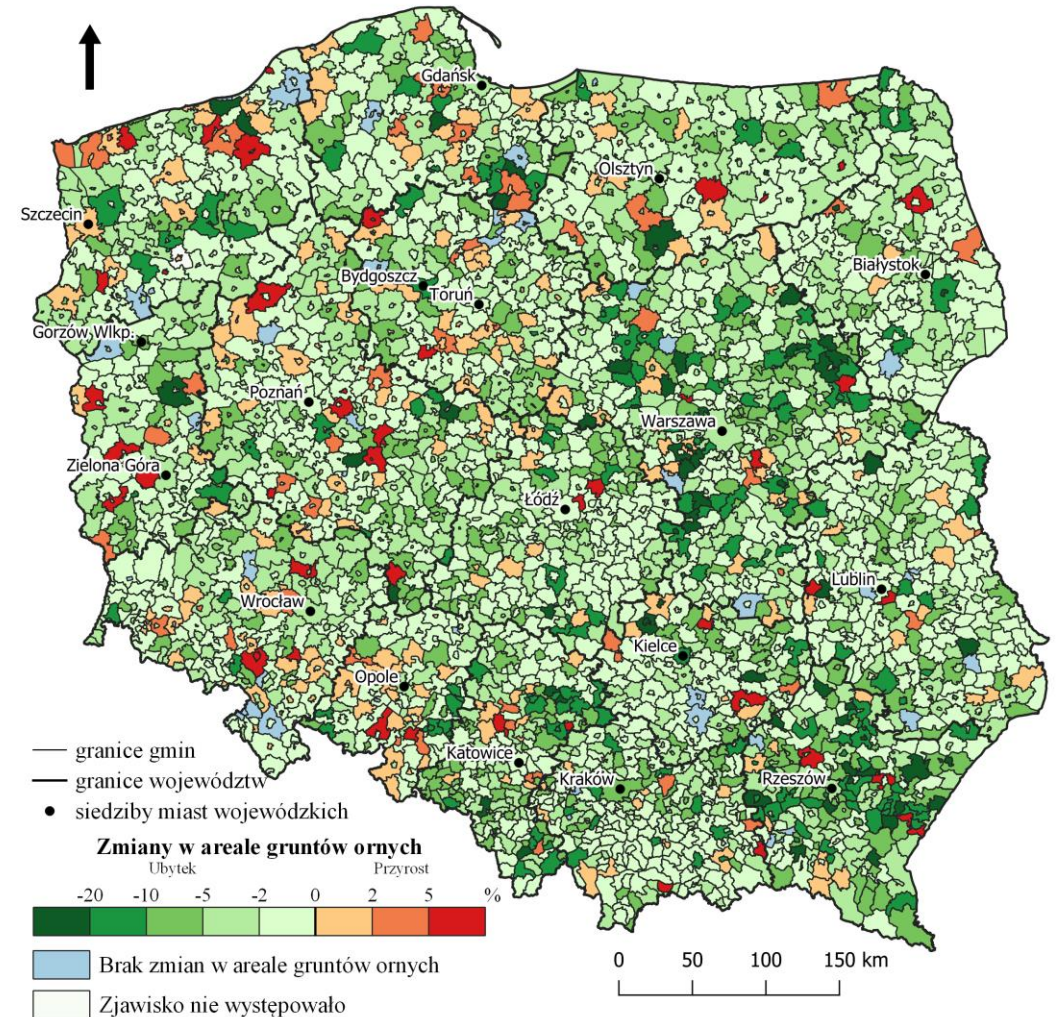 Gdańsk
Olsztyn
Szczecin
Białystok
Bydgoszcz
Toruń
Gorzów Wlkp.
Poznań
Warszawa
Zielona Góra
Łódź
Lublin
Wrocław
Kielce
Opole
Katowice
Kraków
Rzeszów
granice gmin
granice województw
siedziby miast wojewódzkich
Zmiany w areale gruntów ornych
Ubytek Przyrost
-20 -10 -5 -2 0 2 5 %
Brak zmian w areale gruntów ornych
Zjawisko nie występowało
0 50 100 150 km